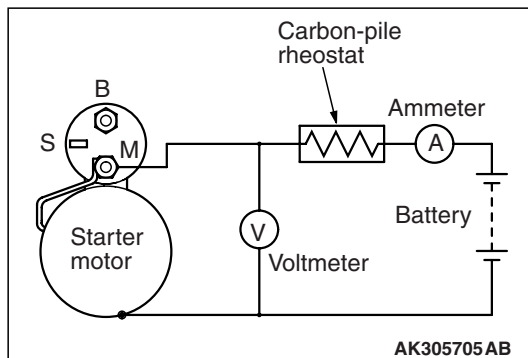 Carbon-pile
rheostat
B
Ammeter
S
M
A
Battery
Starter
motor
V
Voltmeter
AK305705AB